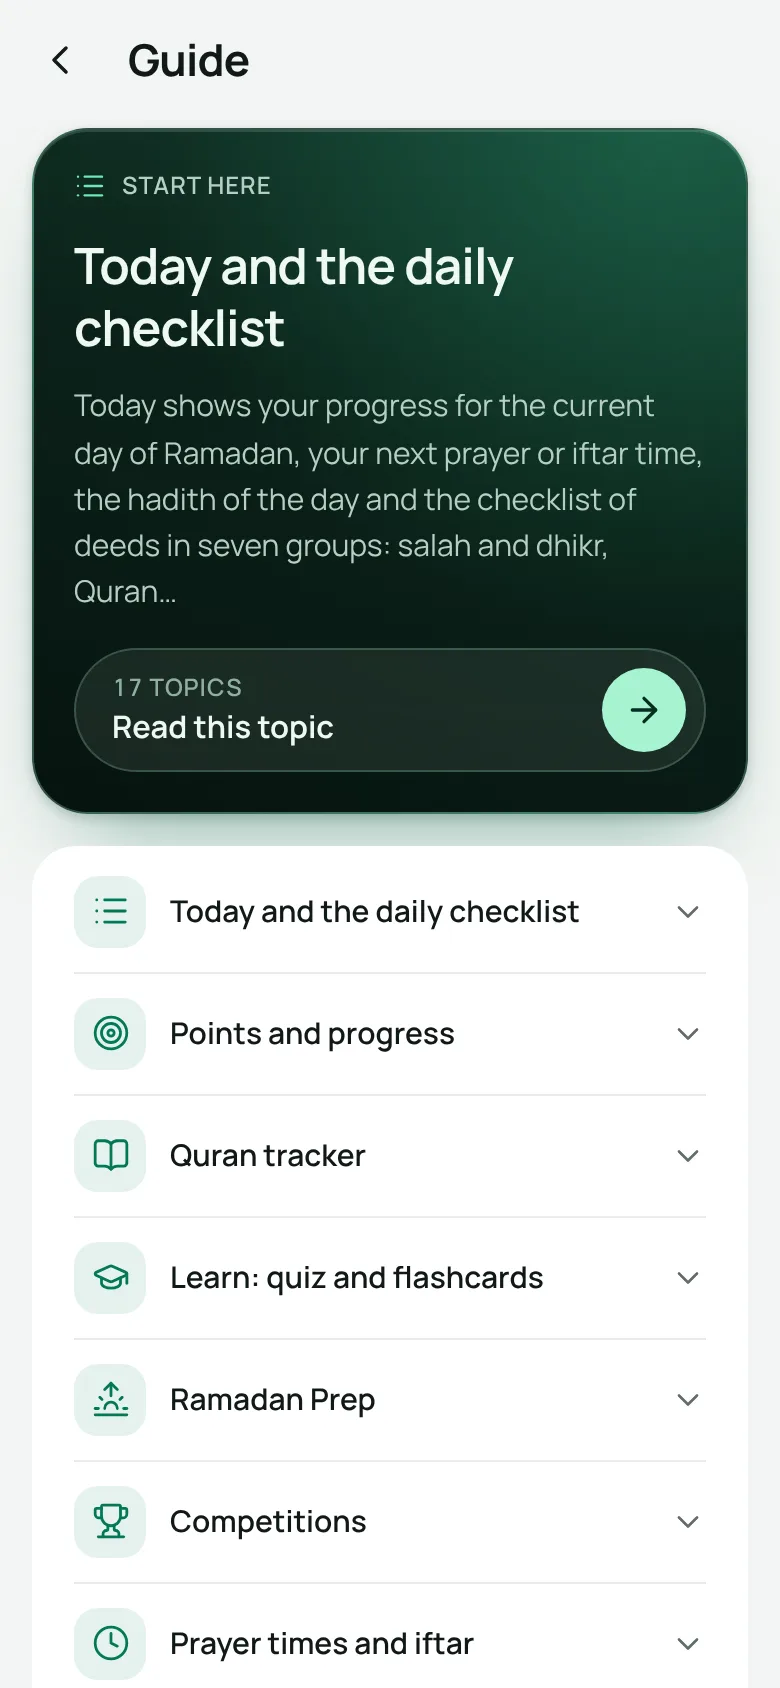 Guide
START HERE
Today and the daily
checklist
Today shows your progress for the current
day of Ramadan, your next prayer or iftar time,
the hadith of the day and the checklist of
deeds in seven groups: salah and dhikr,
Quran...
17 TOPICS
Read this topic
Today and the daily checklist
Points and progress
Quran tracker
Learn: quiz and flashcards
Ramadan Prep
Competitions
Prayer times and iftar